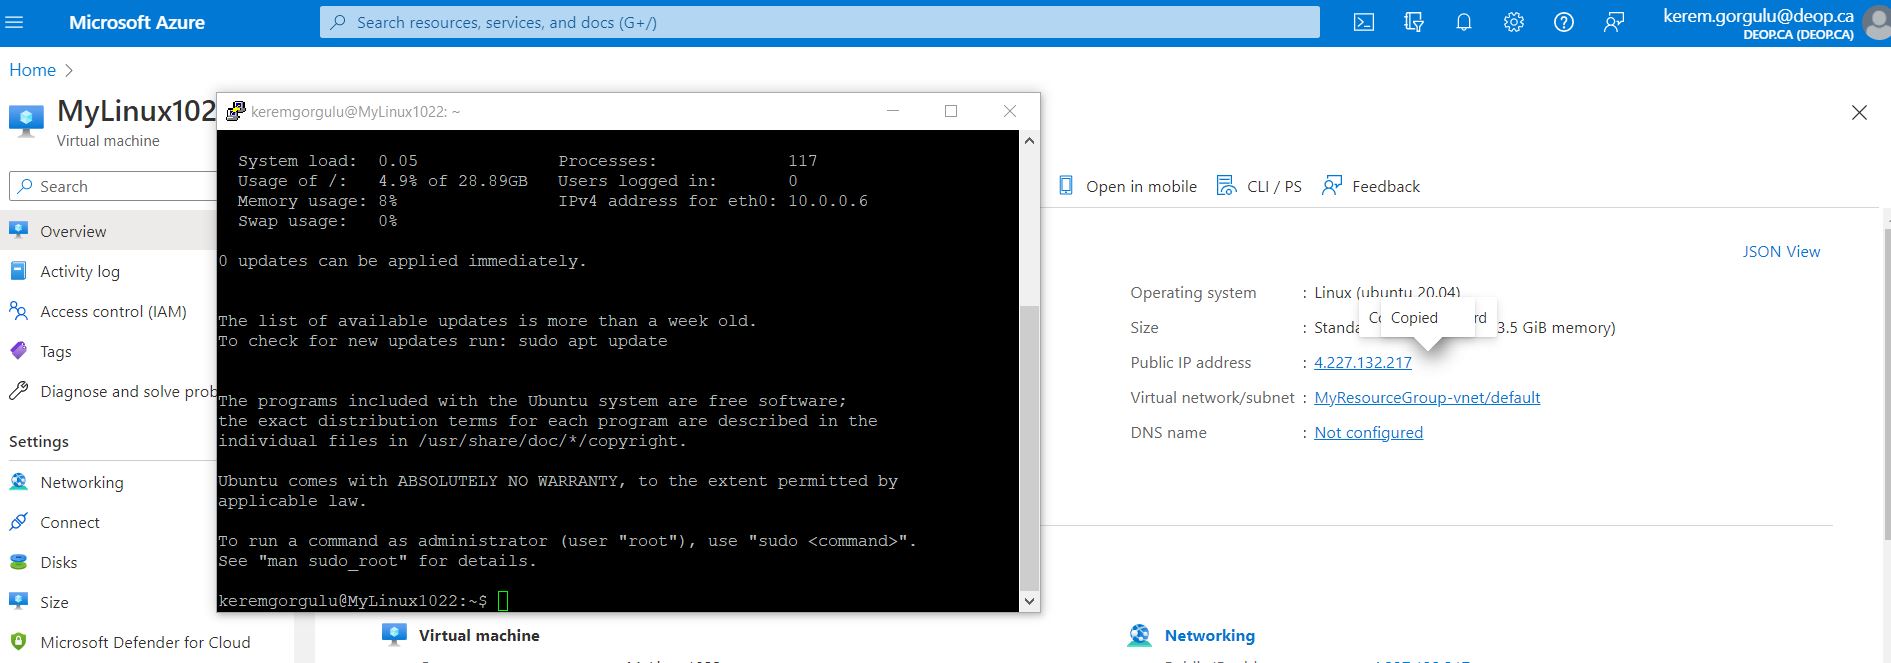 Microsoft Azure
Search resources, services, and docs (G+/)
kerem.gorgulu@deop.ca
DEOP.CA (DEOP.CA)
Home
MyLinux102
Virtual machine
Search
Overview
Activity log
Access control (IAM)
Tags
Diagnose and solve prob
Settings
Networking
Connect
Disks
Size
Microsoft Defender for Cloud
keremgorgulu@MyLinux1022: ~
System load: 0.05 Processes: 117
Usage of /: 4.9% of 28.89GB Users logged in: 0
Memory usage: 8% IPv4 address for eth0: 10.0.0.6
Swap usage: 0%
0 updates can be applied immediately.
The list of available updates is more than a week old.
To check for new updates run: sudo apt update
The programs included with the Ubuntu system are free software;
the exact distribution terms for each program are described in the
individual files in /usr/share/doc/*/copyright.
Ubuntu comes with ABSOLUTELY NO WARRANTY, to the extent permitted by
applicable law.
To run a command as administrator (user "root"), use "sudo <command>".
See "man sudo_root" for details.
keremgorgulu@MyLinux1022:~$
Open in mobile CLI / PS Feedback
JSON View
Operating system : Linux (ubuntu 20.04)
Copied
Size : Standa 3.5 GiB memory)
Public IP address : 4.227.132.217
Virtual network/subnet : MyResourceGroup-vnet/default
DNS name : Not configured
Virtual machine
Networking